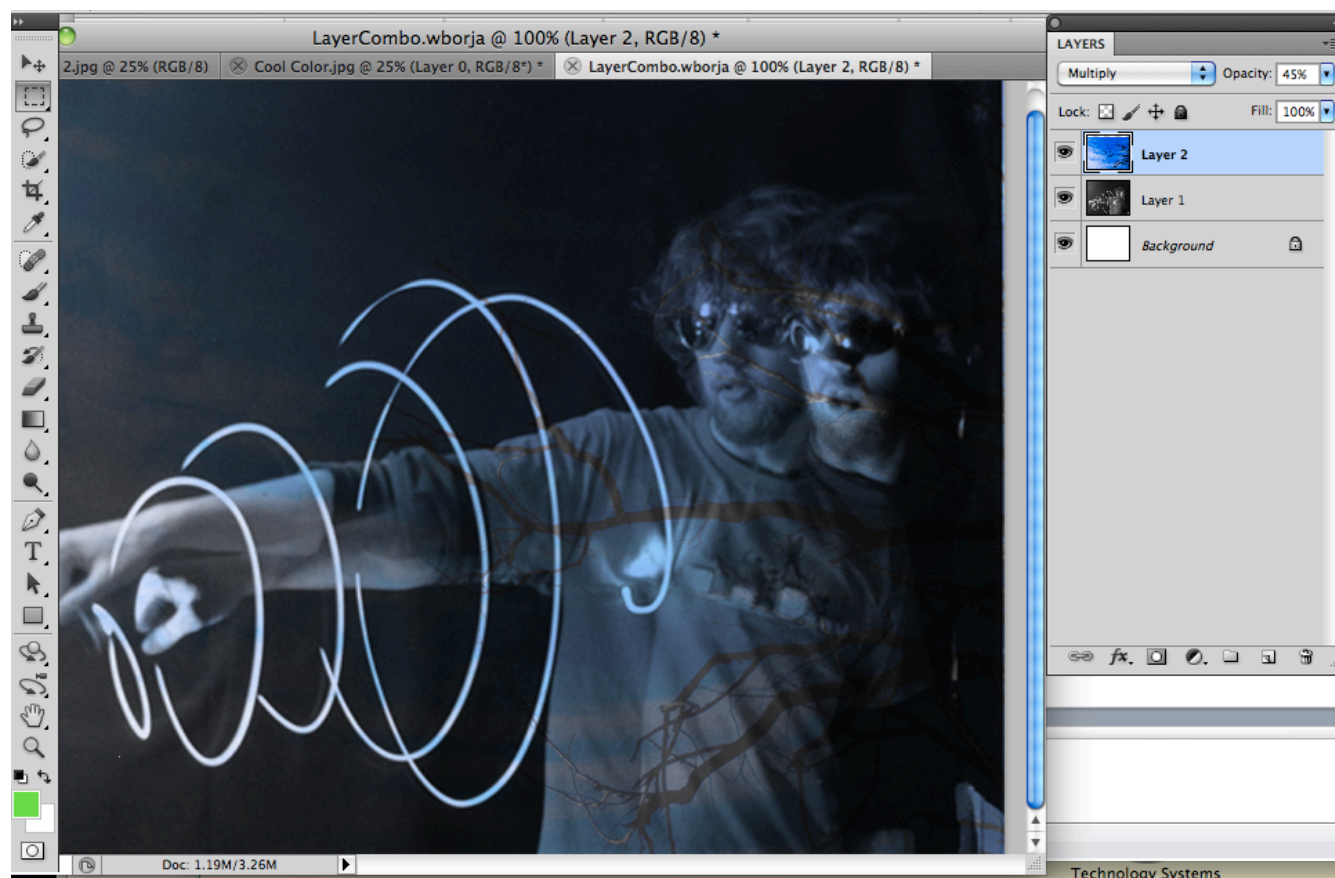 LayerCombo.wborja @ 100% (Layer 2, RGB/8) *
2.jpg @ 25% (RGB/8)
Cool Color.jpg @ 25% (Layer 0, RGB/8*) *
LayerCombo.wborja @ 100% (Layer 2, RGB/8) *
LAYERS
Multiply Opacity: 45%
Lock: Fill: 100%
Layer 2
Layer 1
Background
Doc: 1.19M/3.26M
Technology Systems